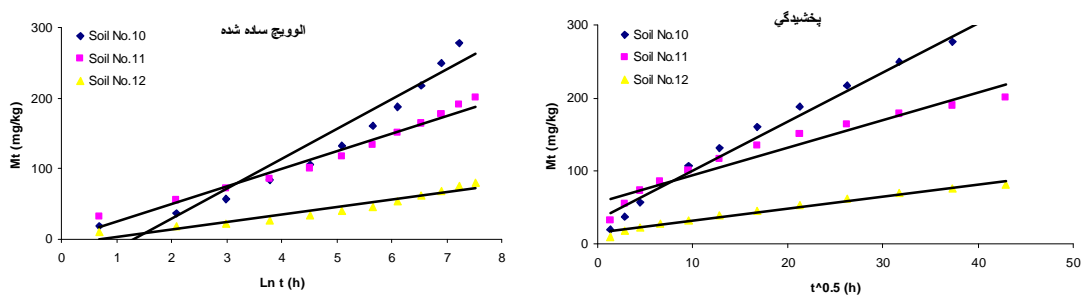 الوويچ ساده شده
Mt (mg/kg)
300
200
100
0
Soil No.10
Soil No.11
Soil No.12
0 1 2 3 4 5 6 7 8
Ln t (h)
پخشيدگي
Mt (mg/kg)
300
200
100
0
Soil No.10
Soil No.11
Soil No.12
0 10 20 30 40 50
t^0.5 (h)